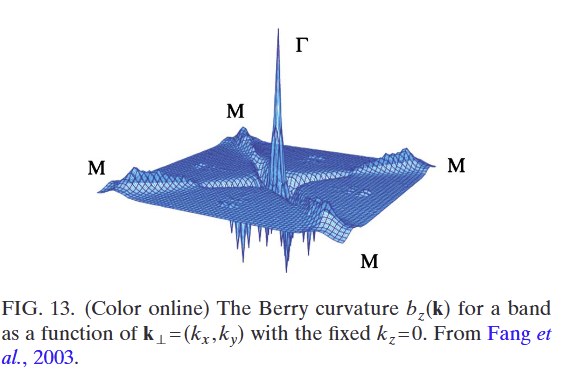 Γ
M
M
M
M
FIG. 13. (Color online) The Berry curvature b_z(k) for a band
as a function of k_⊥=(k_x,k_y) with the fixed k_z=0. From Fang et
al., 2003.